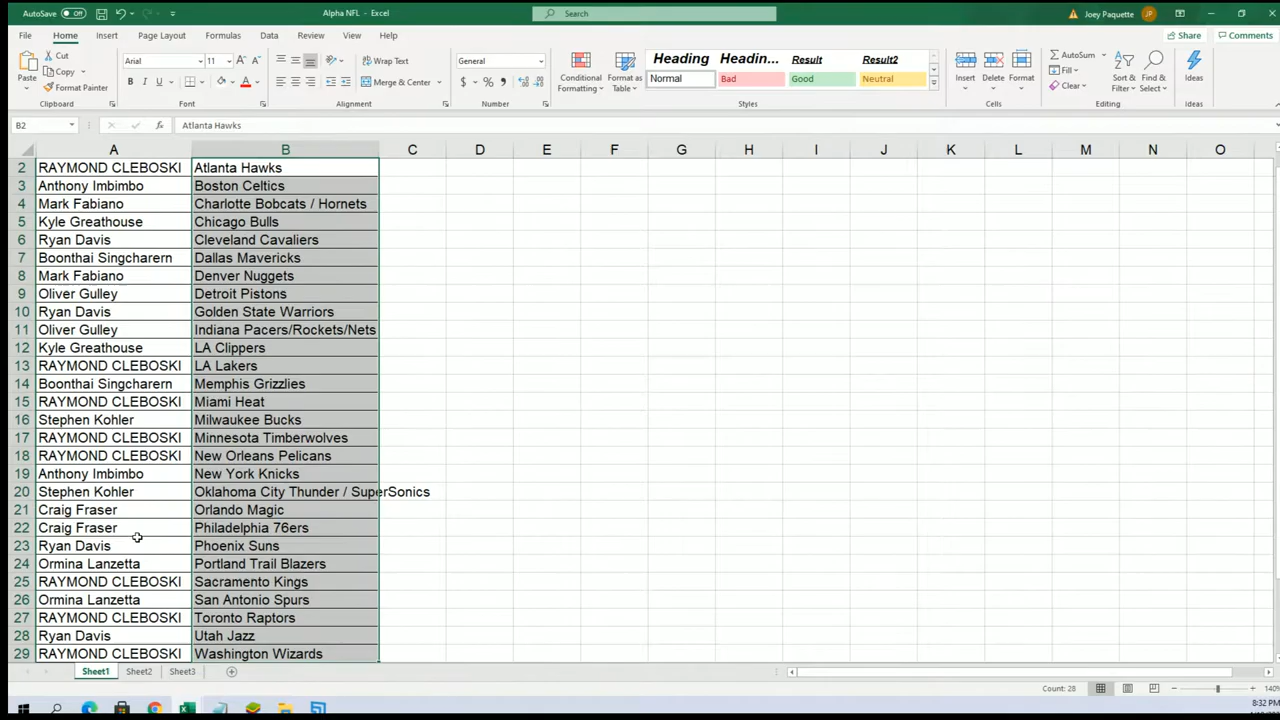 AutoSave Off Alpha NFL - Excel Search Joey Paquette JP
File Home Insert Page Layout Formulas Data Review View Help Share Comments
Paste Cut Copy Format Painter Clipboard
Arial 11 B I U A Font
Wrap Text Merge & Center Alignment
General $ % Number
Conditional Formatting Format as Table
Heading Headin... Result Result2
Normal Bad Good Neutral Styles
Insert Delete Format Cells
AutoSum Fill Clear Sort & Filter Find & Select Editing
Ideas Ideas
B2 fx Atlanta Hawks
A B C D E F G H I J K L M N O
2 RAYMOND CLEBOSKI Atlanta Hawks
3 Anthony Imbimbo Boston Celtics
4 Mark Fabiano Charlotte Bobcats / Hornets
5 Kyle Greathouse Chicago Bulls
6 Ryan Davis Cleveland Cavaliers
7 Boonthai Singcharern Dallas Mavericks
8 Mark Fabiano Denver Nuggets
9 Oliver Gulley Detroit Pistons
10 Ryan Davis Golden State Warriors
11 Oliver Gulley Indiana Pacers/Rockets/Nets
12 Kyle Greathouse LA Clippers
13 RAYMOND CLEBOSKI LA Lakers
14 Boonthai Singcharern Memphis Grizzlies
15 RAYMOND CLEBOSKI Miami Heat
16 Stephen Kohler Milwaukee Bucks
17 RAYMOND CLEBOSKI Minnesota Timberwolves
18 RAYMOND CLEBOSKI New Orleans Pelicans
19 Anthony Imbimbo New York Knicks
20 Stephen Kohler Oklahoma City Thunder / SuperSonics
21 Craig Fraser Orlando Magic
22 Craig Fraser Philadelphia 76ers
23 Ryan Davis Phoenix Suns
24 Ormina Lanzetta Portland Trail Blazers
25 RAYMOND CLEBOSKI Sacramento Kings
26 Ormina Lanzetta San Antonio Spurs
27 RAYMOND CLEBOSKI Toronto Raptors
28 Ryan Davis Utah Jazz
29 RAYMOND CLEBOSKI Washington Wizards
Sheet1 Sheet2 Sheet3
Count: 28 140%
8:32 PM